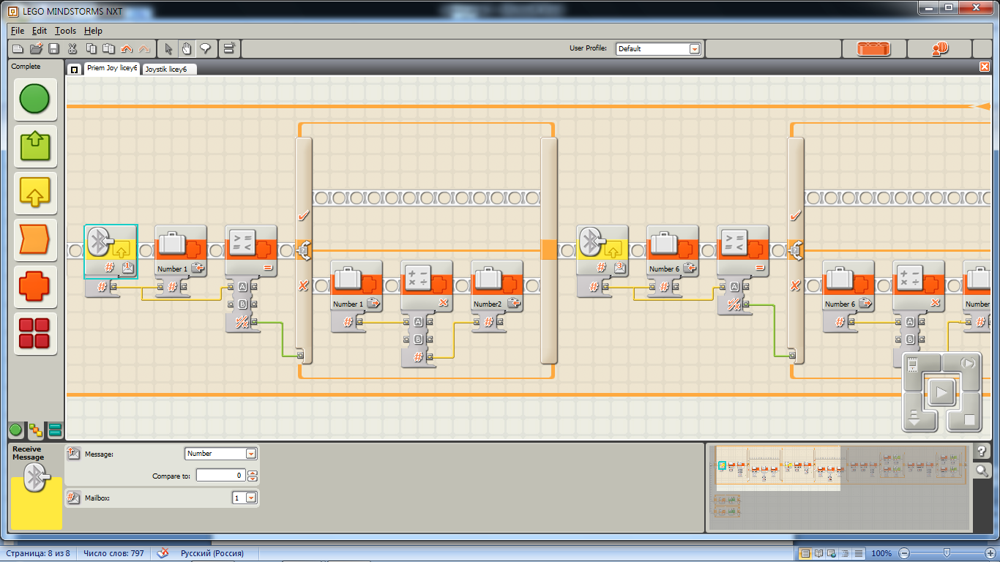 LEGO MINDSTORMS NXT
File Edit Tools Help
User Profile: Default
Complete
Priem Joy licey6 Joystik licey6
# 1
Number 1
=
# 3
Number 6
=
# # A
B
Number 1
Number2
# # A
Number 6
Number
# A #
B
#
# A #
B
Receive
Message
Message: Number
Compare to: 0
Mailbox: 1
?
Страница: 8 из 8 Число слов: 797 Русский (Россия) 100%